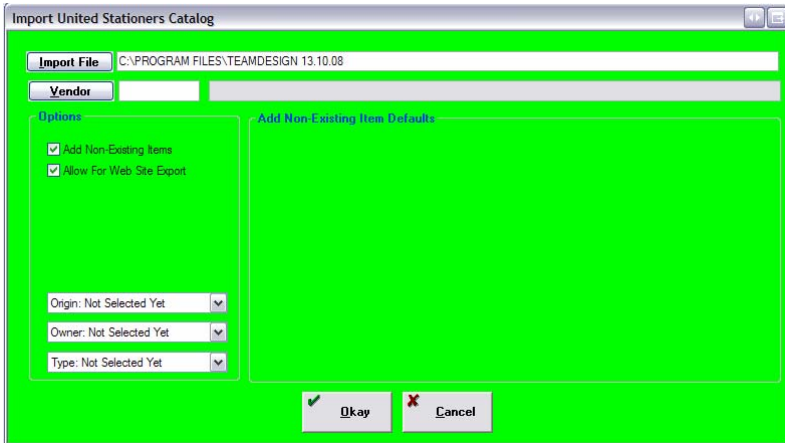 Import United Stationers Catalog
Import File C:\PROGRAM FILES\TEAMDESIGN 13.10.08
Vendor
Options
Add Non-Existing Item Defaults
Add Non-Existing Items
Allow For Web Site Export
Origin: Not Selected Yet
Owner: Not Selected Yet
Type: Not Selected Yet
Okay
Cancel